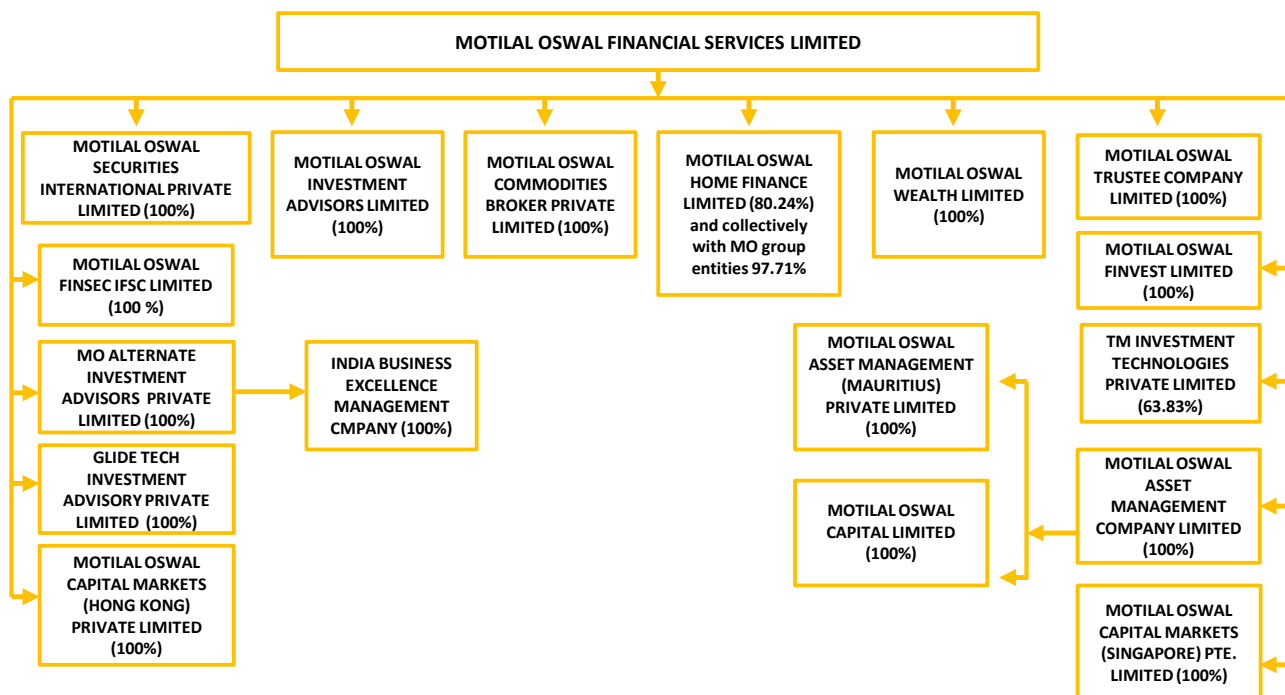 MOTILAL OSWAL FINANCIAL SERVICES LIMITED
MOTILAL OSWAL
SECURITIES
INTERNATIONAL PRIVATE
LIMITED (100%)
MOTILAL OSWAL
INVESTMENT
ADVISORS LIMITED
(100%)
MOTILAL OSWAL
COMMODITIES
BROKER PRIVATE
LIMITED (100%)
MOTILAL OSWAL
HOME FINANCE
LIMITED (80.24%)
and collectively
with MO group
entities 97.71%
MOTILAL OSWAL
WEALTH LIMITED
(100%)
MOTILAL OSWAL
TRUSTEE COMPANY
LIMITED (100%)
MOTILAL OSWAL
FINSEC IFSC LIMITED
(100 %)
MOTILAL OSWAL
FINVEST LIMITED
(100%)
MO ALTERNATE
INVESTMENT
ADVISORS PRIVATE
LIMITED (100%)
INDIA BUSINESS
EXCELLENCE
MANAGEMENT
CMPANY (100%)
MOTILAL OSWAL
ASSET MANAGEMENT
(MAURITIUS)
PRIVATE LIMITED
(100%)
TM INVESTMENT
TECHNOLOGIES
PRIVATE LIMITED
(63.83%)
GLIDE TECH
INVESTMENT
ADVISORY PRIVATE
LIMITED (100%)
MOTILAL OSWAL
CAPITAL LIMITED
(100%)
MOTILAL OSWAL
ASSET
MANAGEMENT
COMPANY LIMITED
(100%)
MOTILAL OSWAL
CAPITAL MARKETS
(HONG KONG)
PRIVATE LIMITED
(100%)
MOTILAL OSWAL
CAPITAL MARKETS
(SINGAPORE) PTE.
LIMITED (100%)